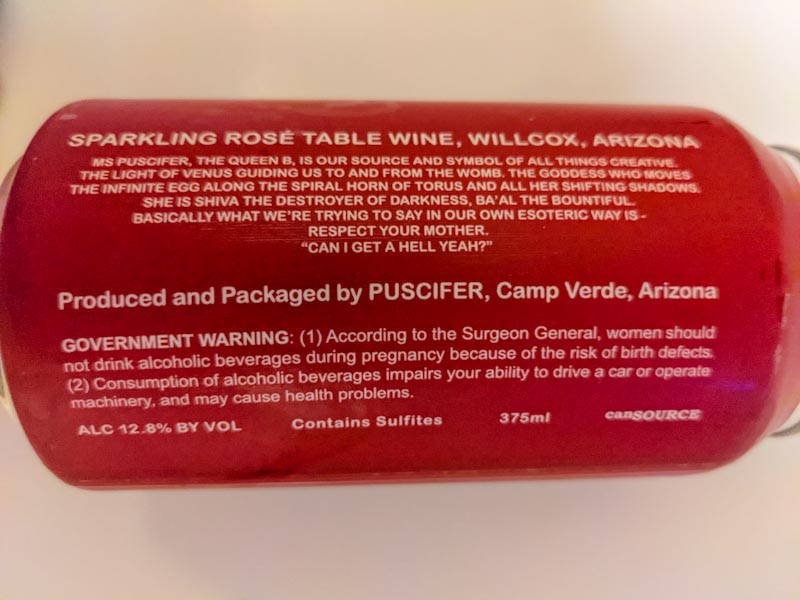 SPARKLING ROSÉ TABLE WINE, WILLCOX, ARIZONA
MS PUSCIFER, THE QUEEN B, IS OUR SOURCE AND SYMBOL OF ALL THINGS CREATIVE.
THE LIGHT OF VENUS GUIDING US TO AND FROM THE WOMB. THE GODDESS WHO MOVES
THE INFINITE EGG ALONG THE SPIRAL HORN OF TORUS AND ALL HER SHIFTING SHADOWS.
SHE IS SHIVA THE DESTROYER OF DARKNESS, BA'AL THE BOUNTIFUL.
BASICALLY WHAT WE'RE TRYING TO SAY IN OUR OWN ESOTERIC WAY IS -
RESPECT YOUR MOTHER.
"CAN I GET A HELL YEAH?"
Produced and Packaged by PUSCIFER, Camp Verde, Arizona
GOVERNMENT WARNING: (1) According to the Surgeon General, women should
not drink alcoholic beverages during pregnancy because of the risk of birth defects.
(2) Consumption of alcoholic beverages impairs your ability to drive a car or operate
machinery, and may cause health problems.
ALC 12.8% BY VOL Contains Sulfites 375ml canSOURCE